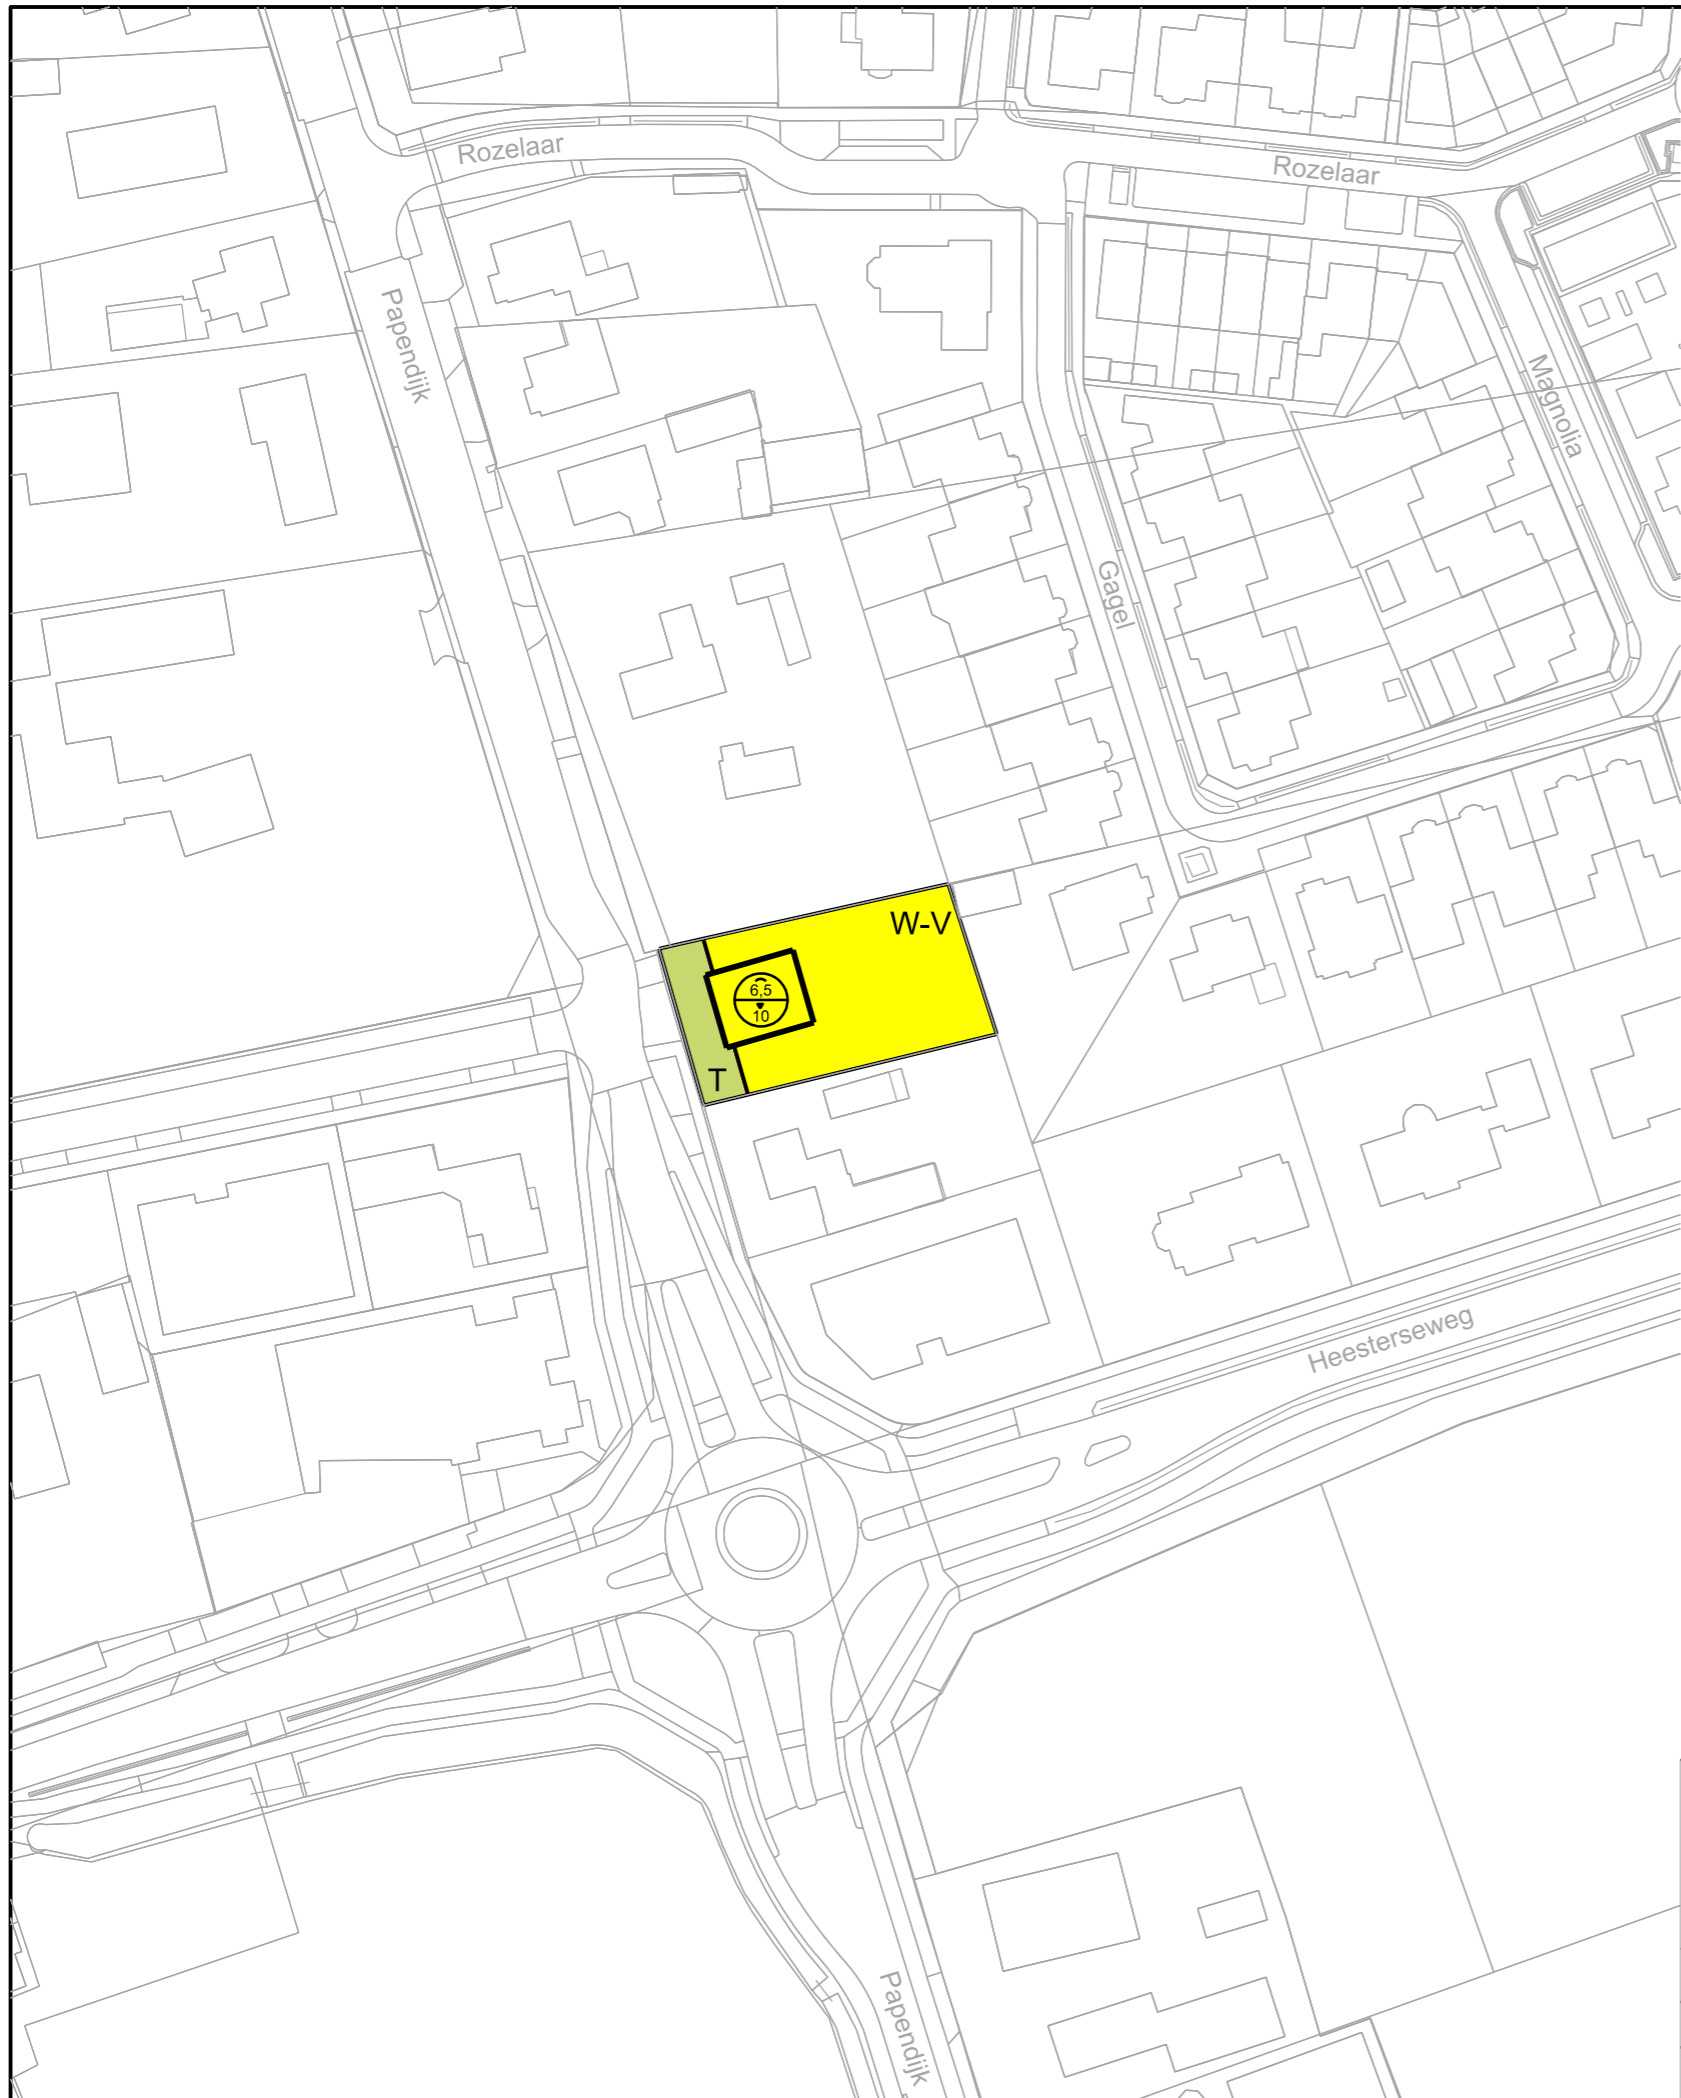 Rozelaar
Rozelaar
Papendijk
Magnolia
Gagel
W-V
6,5
10
T
Heesterseweg
Papendijk